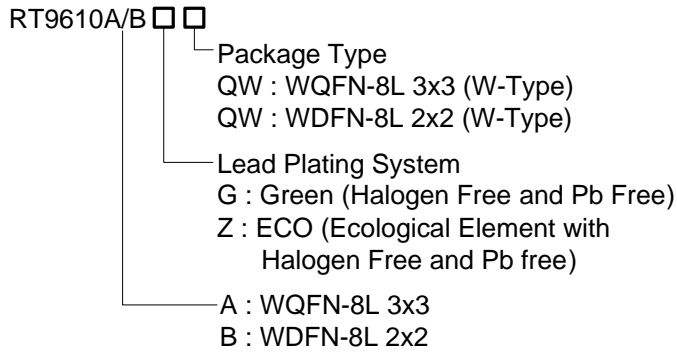 RT9610A/B
Package Type
QW : WQFN-8L 3x3 (W-Type)
QW : WDFN-8L 2x2 (W-Type)
Lead Plating System
G : Green (Halogen Free and Pb Free)
Z : ECO (Ecological Element with
Halogen Free and Pb free)
A : WQFN-8L 3x3
B : WDFN-8L 2x2